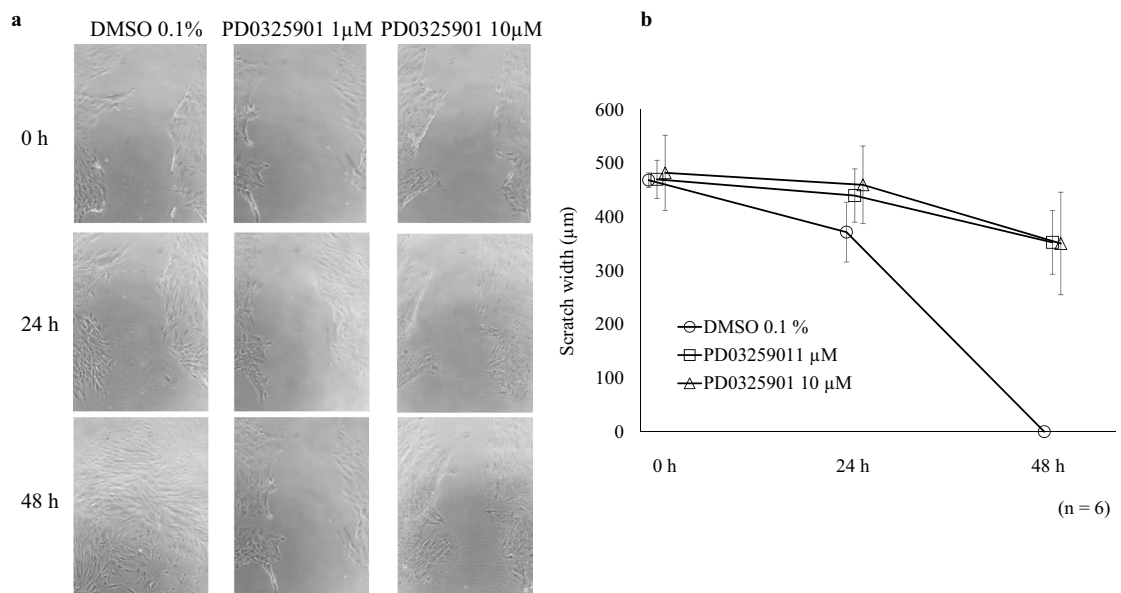 a
DMSO 0.1% PD0325901 1µM PD0325901 10µM
0 h
24 h
48 h
b
600
500
400
300
200
100
0
Scratch width (µm)
DMSO 0.1 %
PD03259011 µM
PD0325901 10 µM
0 h 24 h 48 h
(n = 6)